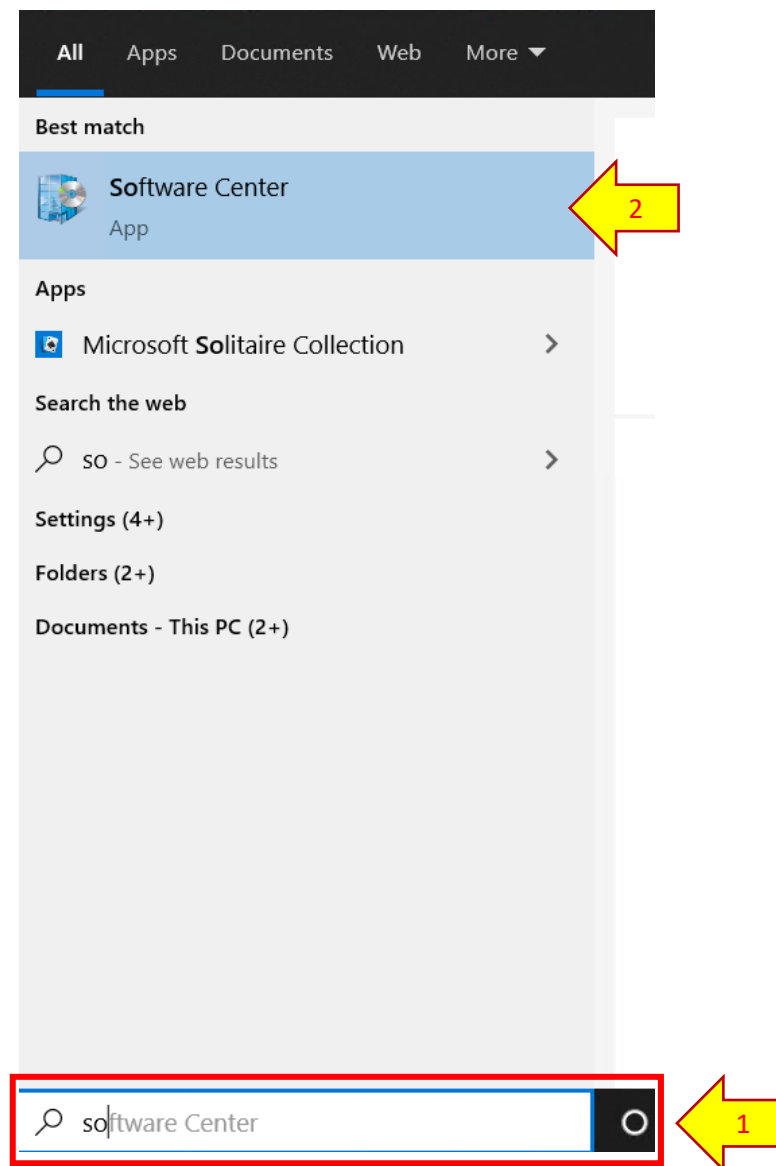 All Apps Documents Web More
Best match
Software Center
App
2
Apps
Microsoft Solitaire Collection
Search the web
so - See web results
Settings (4+)
Folders (2+)
Documents - This PC (2+)
software Center
1